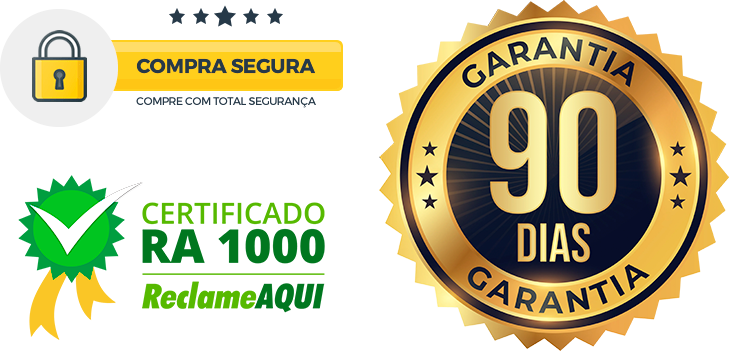 COMPRA SEGURA
COMPRE COM TOTAL SEGURANÇA
CERTIFICADO
RA 1000
ReclameAQUI
GARANTIA
90
DIAS
GARANTIA